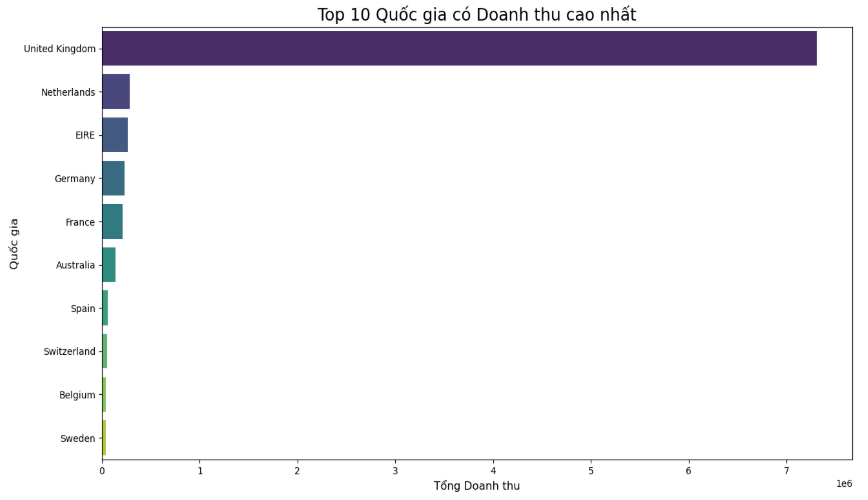 Top 10 Quốc gia có Doanh thu cao nhất
United Kingdom
Netherlands
EIRE
Germany
France
Australia
Spain
Switzerland
Belgium
Sweden
Quốc gia
0 1 2 3 4 5 6 7
1e6
Tổng Doanh thu